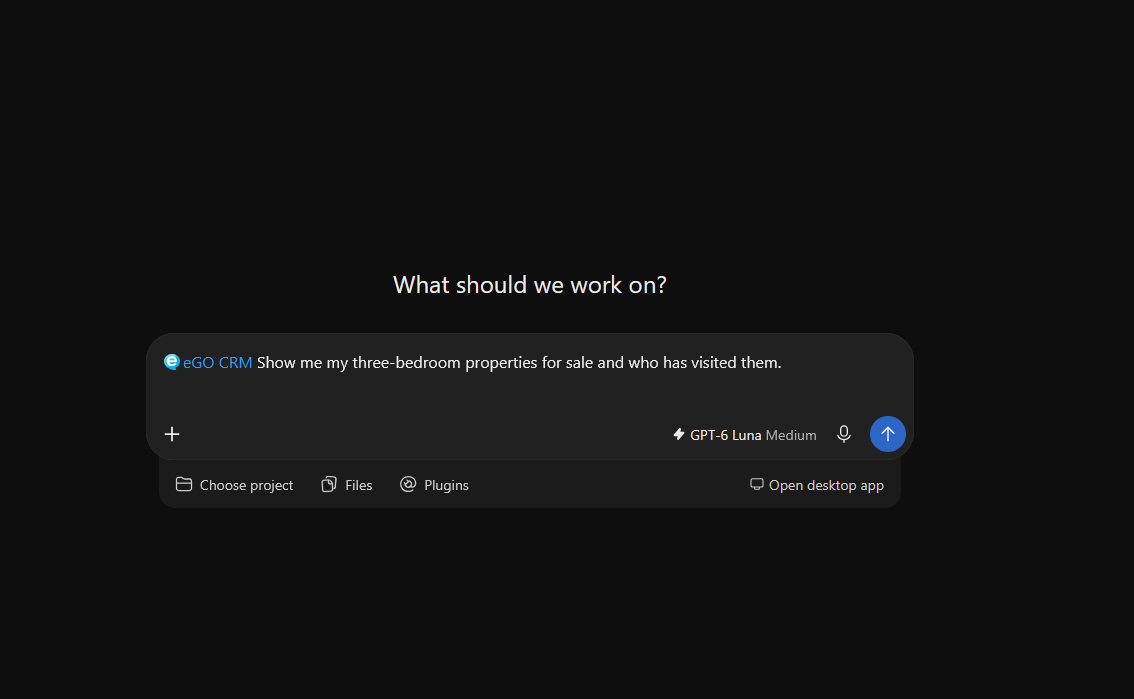 What should we work on?
eGO CRM Show me my three-bedroom properties for sale and who has visited them.
GPT-6 Luna Medium
Choose project Files Plugins Open desktop app